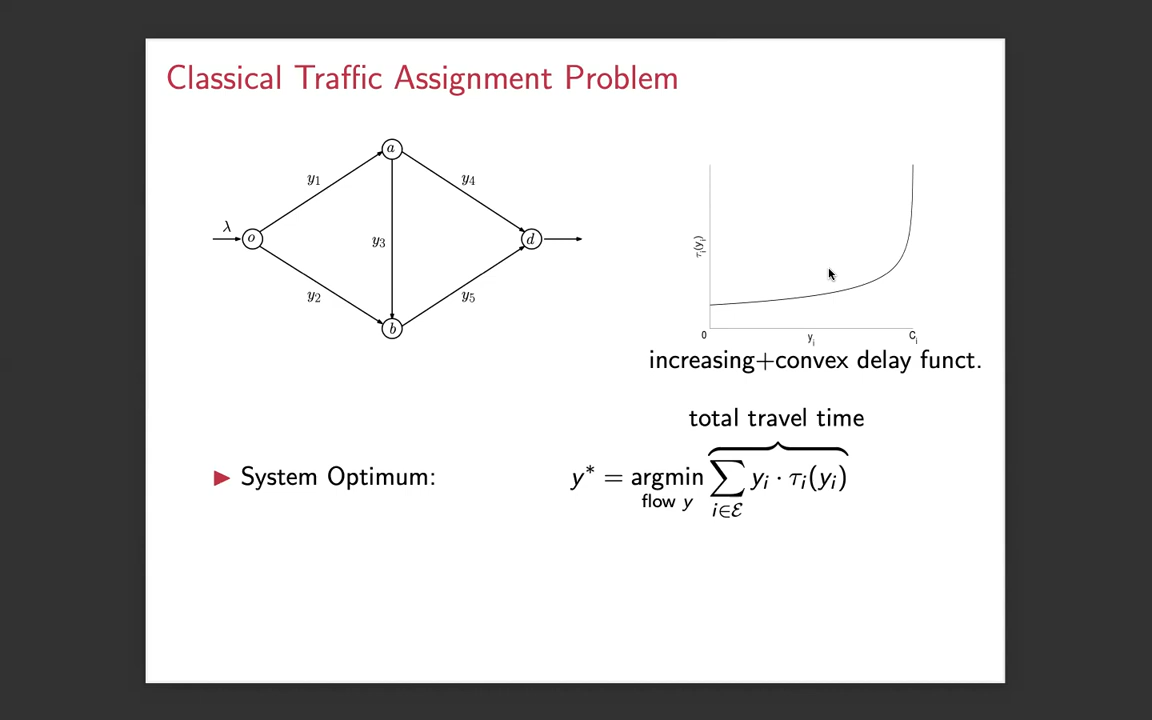 Classical Traffic Assignment Problem
a
y₁
y₄
λ
o
y₃
d
y₂
y₅
b
τᵢ(yᵢ)
0
yᵢ
Cᵢ
increasing+convex delay funct.
total travel time
▶ System Optimum: y* = argmin ∑ yᵢ · τᵢ(yᵢ)
flow y i∈ℰ